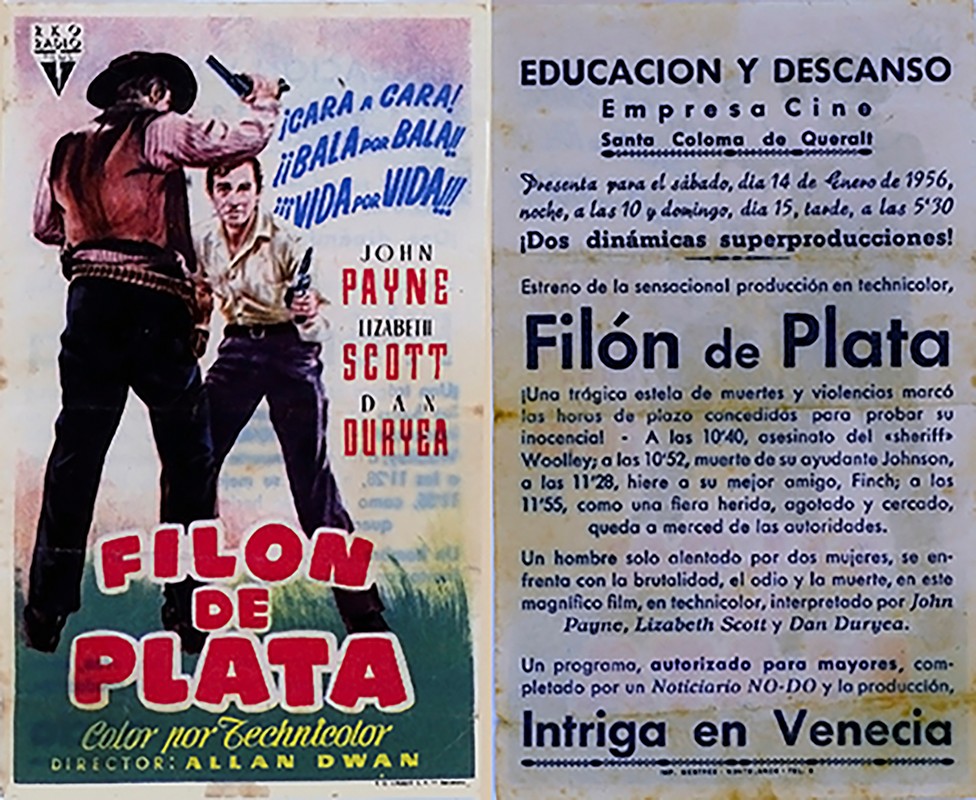 RKO
RADIO
FILMS
¡CARA A CARA!
¡¡BALA POR BALA!!
¡¡¡VIDA POR VIDA!!!
JOHN
PAYNE
LIZABETH
SCOTT
DAN
DURYEA
FILON
DE
PLATA
Color por Technicolor
DIRECTOR: ALLAN DWAN
EDUCACION Y DESCANSO
Empresa Cine
Santa Coloma de Queralt
Presenta para el sábado, día 14 de Enero de 1956,
noche, a las 10 y domingo, día 15, tarde, a las 5'30
¡Dos dinámicas superproducciones!
Estreno de la sensacional producción en technicolor,
Filón de Plata
¡Una trágica estela de muertes y violencias marcó
las horas de plazo concedidas para probar su
inocencia! - A las 10'40, asesinato del «sheriff»
Woolley; a las 10'52, muerte de su ayudante Johnson,
a las 11'28, hiere a su mejor amigo, Finch; a las
11'55, como una fiera herida, agotado y cercado,
queda a merced de las autoridades.
Un hombre solo alentado por dos mujeres, se en-
frenta con la brutalidad, el odio y la muerte, en este
magnífico film, en technicolor, interpretado por John
Payne, Lizabeth Scott y Dan Duryea.
Un programa, autorizado para mayores, com-
pletado por un Noticiario NO-DO y la producción,
Intriga en Venecia